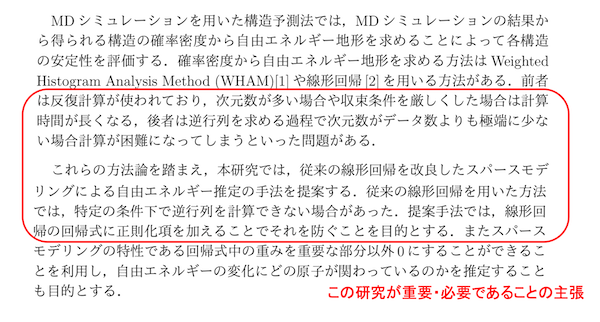 MDシミュレーションを用いた構造予測法では，MDシミュレーションの結果か
ら得られる構造の確率密度から自由エネルギー地形を求めることによって各構造
の安定性を評価する．確率密度から自由エネルギー地形を求める方法は Weighted
Histogram Analysis Method (WHAM)[1] や線形回帰 [2] を用いる方法がある．前者
は反復計算が使われており，次元数が多い場合や収束条件を厳しくした場合は計算
時間が長くなる，後者は逆行列を求める過程で次元数がデータ数よりも極端に少な
い場合計算が困難になってしまうといった問題がある．
これらの方法論を踏まえ，本研究では，従来の線形回帰を改良したスパースモデ
リングによる自由エネルギー推定の手法を提案する．従来の線形回帰を用いた方法
では，特定の条件下で逆行列を計算できない場合があった．提案手法では，線形回
帰の回帰式に正則化項を加えることでそれを防ぐことを目的とする．またスパース
モデリングの特性である回帰式中の重みを重要な部分以外 0 にすることができるこ
とを利用し，自由エネルギーの変化にどの原子が関わっているのかを推定すること
も目的とする．
この研究が重要・必要であることの主張